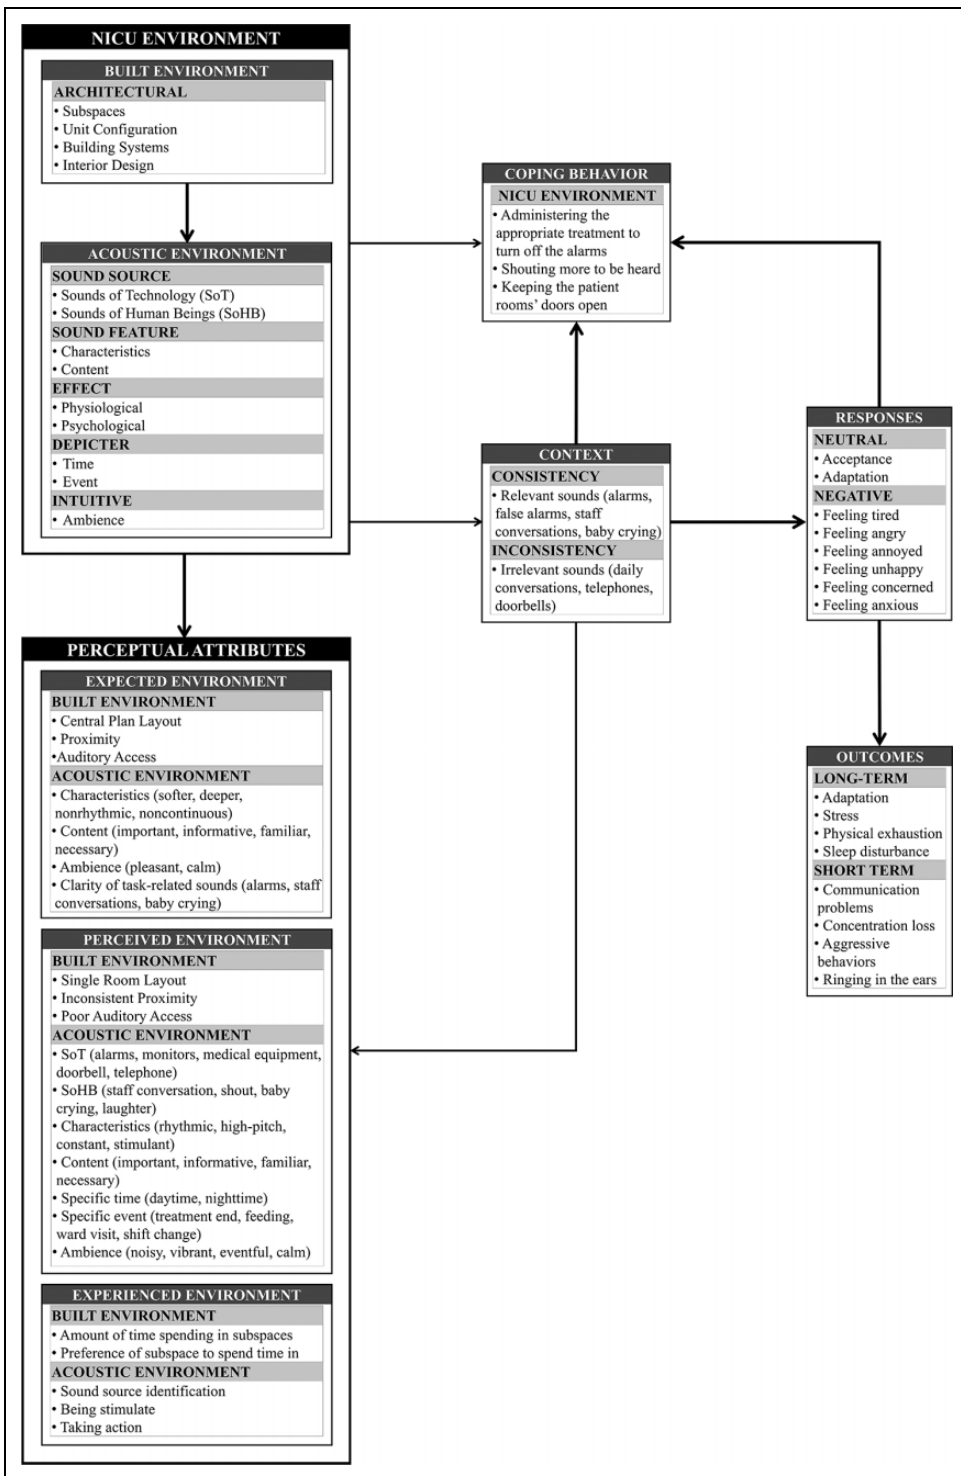 NICU ENVIRONMENT
BUILT ENVIRONMENT
ARCHITECTURAL
• Subspaces
• Unit Configuration
• Building Systems
• Interior Design
ACOUSTIC ENVIRONMENT
SOUND SOURCE
• Sounds of Technology (SoT)
• Sounds of Human Beings (SoHB)
SOUND FEATURE
• Characteristics
• Content
EFFECT
• Physiological
• Psychological
DEPICTER
• Time
• Event
INTUITIVE
• Ambience
PERCEPTUAL ATTRIBUTES
EXPECTED ENVIRONMENT
BUILT ENVIRONMENT
• Central Plan Layout
• Proximity
•Auditory Access
ACOUSTIC ENVIRONMENT
• Characteristics (softer, deeper,
nonrhythmic, noncontinuous)
• Content (important, informative, familiar,
necessary)
• Ambience (pleasant, calm)
• Clarity of task-related sounds (alarms, staff
conversations, baby crying)
PERCEIVED ENVIRONMENT
BUILT ENVIRONMENT
• Single Room Layout
• Inconsistent Proximity
• Poor Auditory Access
ACOUSTIC ENVIRONMENT
• SoT (alarms, monitors, medical equipment,
doorbell, telephone)
• SoHB (staff conversation, shout, baby
crying, laughter)
• Characteristics (rhythmic, high-pitch,
constant, stimulant)
• Content (important, informative, familiar,
necessary)
• Specific time (daytime, nighttime)
• Specific event (treatment end, feeding,
ward visit, shift change)
• Ambience (noisy, vibrant, eventful, calm)
EXPERIENCED ENVIRONMENT
BUILT ENVIRONMENT
• Amount of time spending in subspaces
• Preference of subspace to spend time in
ACOUSTIC ENVIRONMENT
• Sound source identification
• Being stimulate
• Taking action
COPING BEHAVIOR
NICU ENVIRONMENT
• Administering the
appropriate treatment to
turn off the alarms
• Shouting more to be heard
• Keeping the patient
rooms' doors open
CONTEXT
CONSISTENCY
• Relevant sounds (alarms,
false alarms, staff
conversations, baby crying)
INCONSISTENCY
• Irrelevant sounds (daily
conversations, telephones,
doorbells)
RESPONSES
NEUTRAL
• Acceptance
• Adaptation
NEGATIVE
• Feeling tired
• Feeling angry
• Feeling annoyed
• Feeling unhappy
• Feeling concerned
• Feeling anxious
OUTCOMES
LONG-TERM
• Adaptation
• Stress
• Physical exhaustion
• Sleep disturbance
SHORT TERM
• Communication
problems
• Concentration loss
• Aggressive
behaviors
• Ringing in the ears